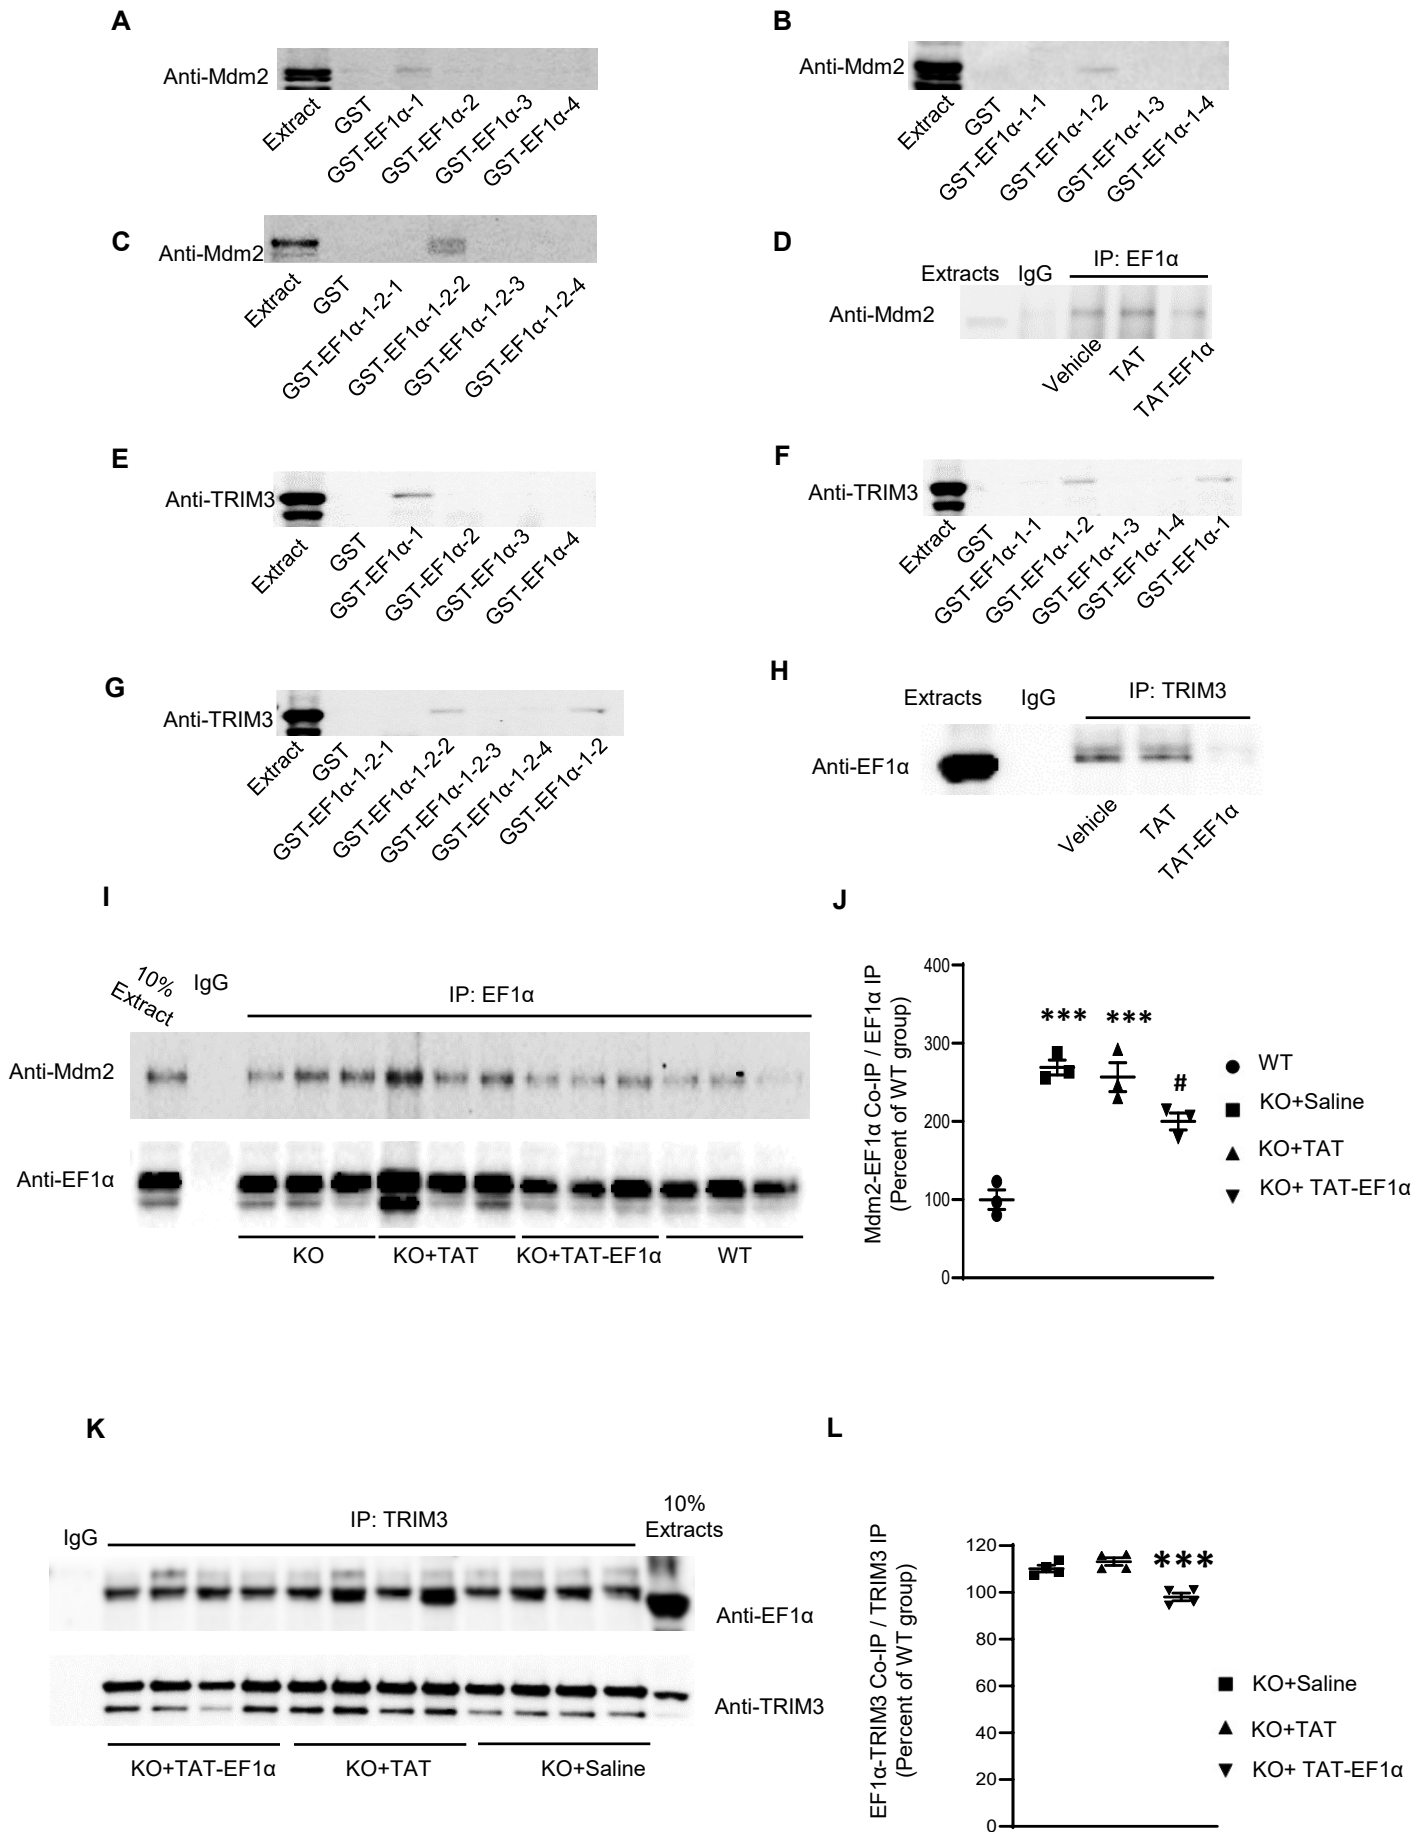 A
Anti-Mdm2
Extract
GST
GST-EF1α-1
GST-EF1α-2
GST-EF1α-3
GST-EF1α-4
B
Anti-Mdm2
Extract
GST
GST-EF1α-1-1
GST-EF1α-1-2
GST-EF1α-1-3
GST-EF1α-1-4
C
Anti-Mdm2
Extract
GST
GST-EF1α-1-2-1
GST-EF1α-1-2-2
GST-EF1α-1-2-3
GST-EF1α-1-2-4
D
IP: EF1α
Extracts IgG
Anti-Mdm2
Vehicle
TAT
TAT-EF1α
E
Anti-TRIM3
Extract
GST
GST-EF1α-1
GST-EF1α-2
GST-EF1α-3
GST-EF1α-4
F
Anti-TRIM3
Extract
GST
GST-EF1α-1-1
GST-EF1α-1-2
GST-EF1α-1-3
GST-EF1α-1-4
GST-EF1α-1
G
Anti-TRIM3
Extract
GST
GST-EF1α-1-2-1
GST-EF1α-1-2-2
GST-EF1α-1-2-3
GST-EF1α-1-2-4
GST-EF1α-1-2
H
Extracts IgG IP: TRIM3
Anti-EF1α
Vehicle
TAT
TAT-EF1α
I
10%
Extract
IgG
IP: EF1α
Anti-Mdm2
Anti-EF1α
KO KO+TAT KO+TAT-EF1α WT
J
Mdm2-EF1α Co-IP / EF1α IP
(Percent of WT group)
400
300
200
100
0
*** ***
#
WT
KO+Saline
KO+TAT
KO+ TAT-EF1α
K
IgG
IP: TRIM3
10%
Extracts
Anti-EF1α
Anti-TRIM3
KO+TAT-EF1α KO+TAT KO+Saline
L
EF1α-TRIM3 Co-IP / TRIM3 IP
(Percent of WT group)
120
100
80
60
40
20
0
***
KO+Saline
KO+TAT
KO+ TAT-EF1α